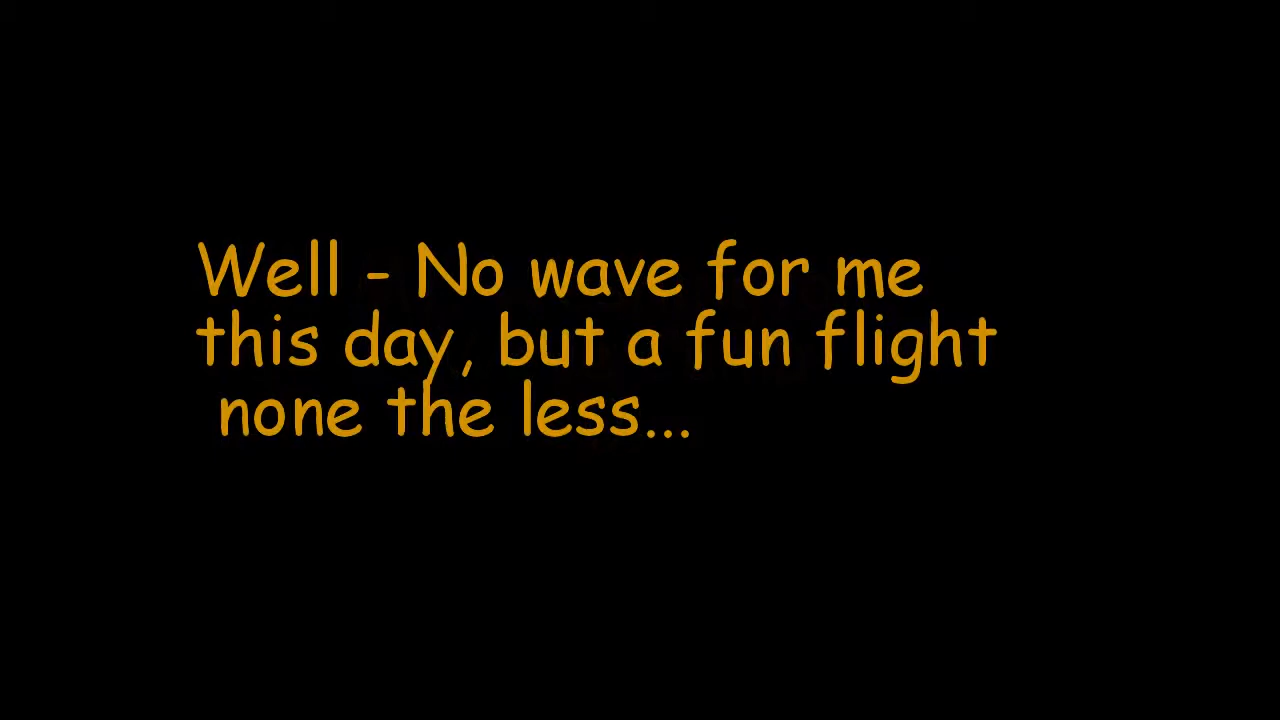 Well - No wave for me
this day, but a fun flight
none the less...